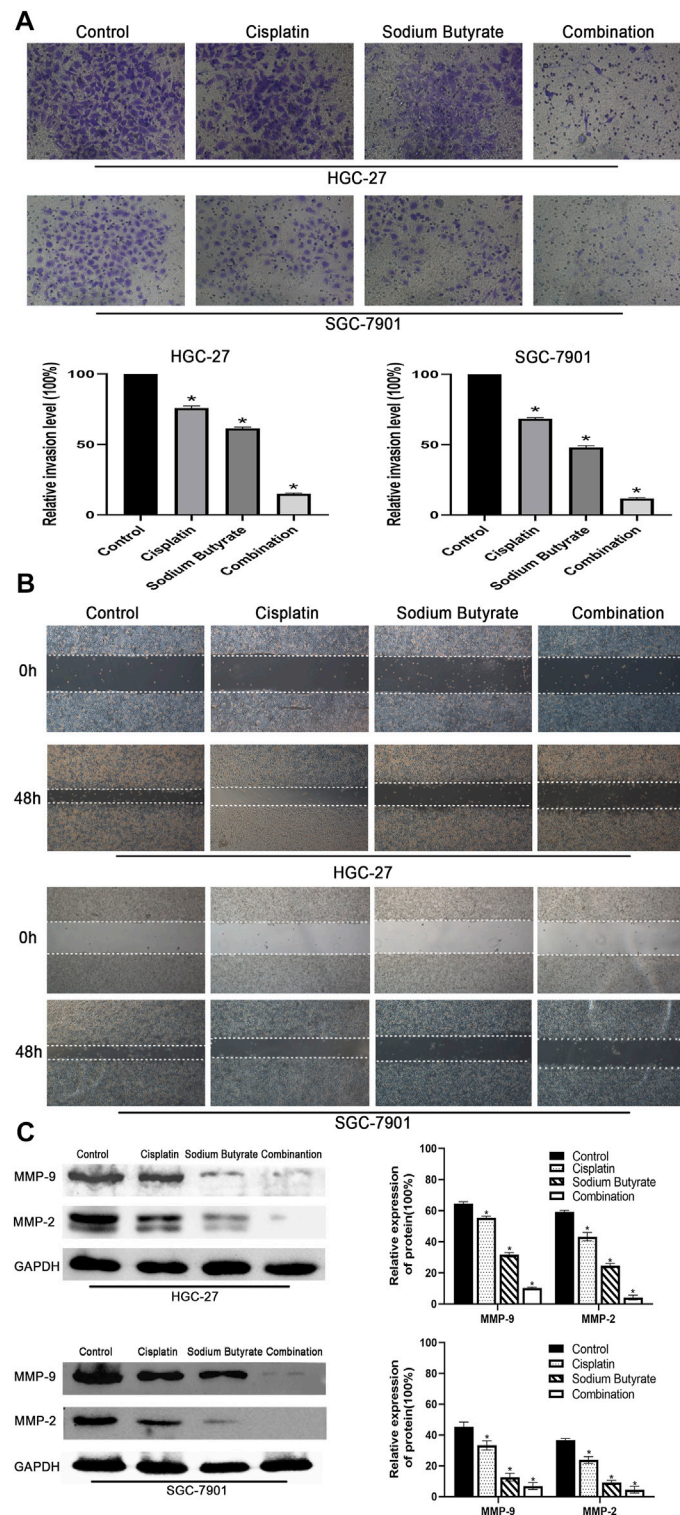 A
Control Cisplatin Sodium Butyrate Combination
HGC-27
SGC-7901
HGC-27
Relative invasion level (100%)
100
50
0
*
*
*
Control
Cisplatin
Sodium Butyrate
Combination
SGC-7901
Relative invasion level (100%)
100
50
0
*
*
*
Control
Cisplatin
Sodium Butyrate
Combination
B
Control Cisplatin Sodium Butyrate Combination
0h
48h
HGC-27
0h
48h
SGC-7901
C
Control Cisplatin Sodium Butyrate Combinantion
MMP-9
MMP-2
GAPDH
HGC-27
Relative expression
of protein(100%)
100
80
60
40
20
0
* * *
* * *
MMP-9 MMP-2
Control
Cisplatin
Sodium Butyrate
Combination
Control Cisplatin Sodium Butyrate Combination
MMP-9
MMP-2
GAPDH
SGC-7901
Relative expression
of protein(100%)
100
80
60
40
20
0
* * *
* * *
MMP-9 MMP-2
Control
Cisplatin
Sodium Butyrate
Combination